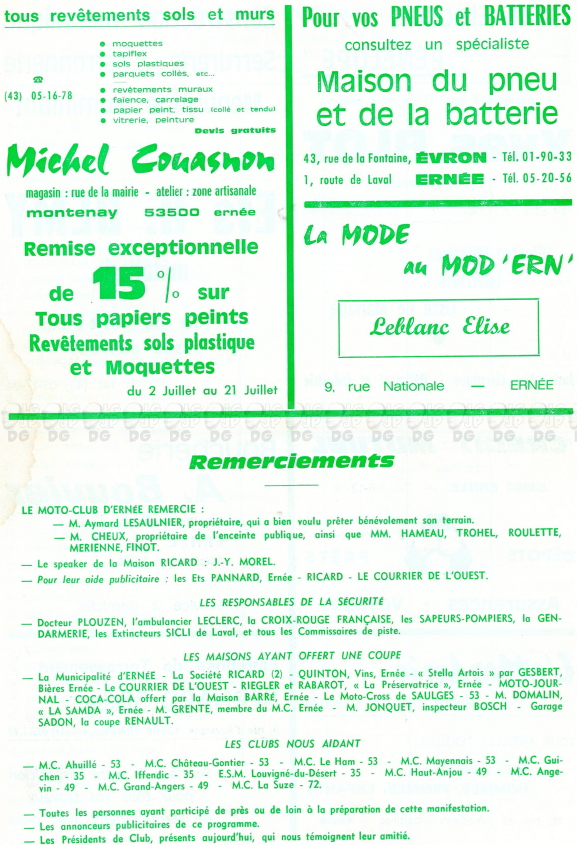 tous revêtements sols et murs
● moquettes
● tapiflex
● sols plastiques
● parquets collés, etc...
☎
(43) 05-16-78
● revêtements muraux
● faïence, carrelage
● papier peint, tissu (collé et tendu)
● vitrerie, peinture
Devis gratuits
Michel Couasnon
magasin : rue de la mairie - atelier : zone artisanale
montenay 53500 ernée
Remise exceptionnelle
de 15 % sur
Tous papiers peints
Revêtements sols plastique
et Moquettes
du 2 Juillet au 21 Juillet
Pour vos PNEUS et BATTERIES
consultez un spécialiste
Maison du pneu
et de la batterie
43, rue de la Fontaine, ÉVRON - Tél. 01-90-33
1, route de Laval ERNÉE - Tél. 05-20-56
La MODE
au MOD'ERN'
Leblanc Elise
9, rue Nationale — ERNÉE
Remerciements
LE MOTO-CLUB D'ERNÉE REMERCIE :
— M. Aymard LESAULNIER, propriétaire, qui a bien voulu prêter bénévolement son terrain.
— M. CHEUX, propriétaire de l'enceinte publique, ainsi que MM. HAMEAU, TROHEL, ROULETTE,
MERIENNE, FINOT.
— Le speaker de la Maison RICARD : J.-Y. MOREL.
— Pour leur aide publicitaire : les Ets PANNARD, Ernée - RICARD - LE COURRIER DE L'OUEST.
LES RESPONSABLES DE LA SÉCURITÉ
— Docteur PLOUZEN, l'ambulancier LECLERC, la CROIX-ROUGE FRANÇAISE, les SAPEURS-POMPIERS, la GEN-
DARMERIE, les Extincteurs SICLI de Laval, et tous les Commissaires de piste.
LES MAISONS AYANT OFFERT UNE COUPE
— La Municipalité d'ERNÉE - La Société RICARD (2) - QUINTON, Vins, Ernée - « Stella Artois » par GESBERT,
Bières Ernée - Le COURRIER DE L'OUEST - RIEGLER et RABAROT, « La Préservatrice », Ernée - MOTO-JOUR-
NAL - COCA-COLA offert par la Maison BARRÉ, Ernée - Le Moto-Cross de SAULGES - 53 - M. DOMALIN,
« LA SAMDA », Ernée - M. GRENTE, membre du M.C. Ernée - M. JONQUET, inspecteur BOSCH - Garage
SADON, la coupe RENAULT.
LES CLUBS NOUS AIDANT
— M.C. Ahuillé - 53 - M.C. Château-Gontier - 53 - M.C. Le Ham - 53 - M.C. Mayennais - 53 - M.C. Gui-
chen - 35 - M.C. Iffendic - 35 - E.S.M. Louvigné-du-Désert - 35 - M.C. Haut-Anjou - 49 - M.C. Ange-
vin - 49 - M.C. Grand-Angers - 49 - M.C. La Suze - 72.
— Toutes les personnes ayant participé de près ou de loin à la préparation de cette manifestation.
— Les annonceurs publicitaires de ce programme.
— Les Présidents de Club, présents aujourd'hui, qui nous témoignent leur amitié.